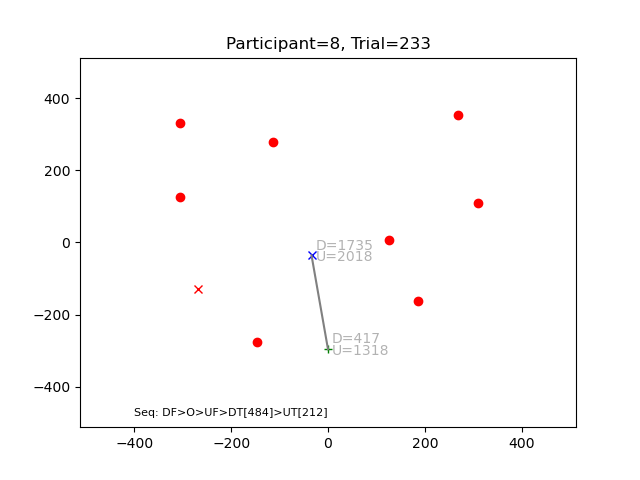 Participant=8, Trial=233
400
200
0
−200
−400
D=1735
U=2018
D=417
U=1318
Seq: DF>O>UF>DT[484]>UT[212]
−400 −200 0 200 400